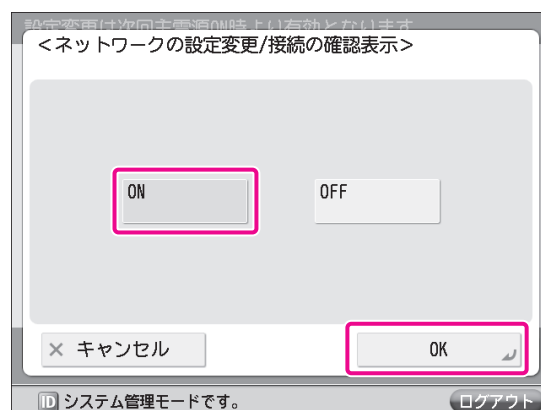 設定変更は次回主電源ON時より有効となります
<ネットワークの設定変更/接続の確認表示>
ON
OFF
× キャンセル
OK
ID システム管理モードです。
ログアウト